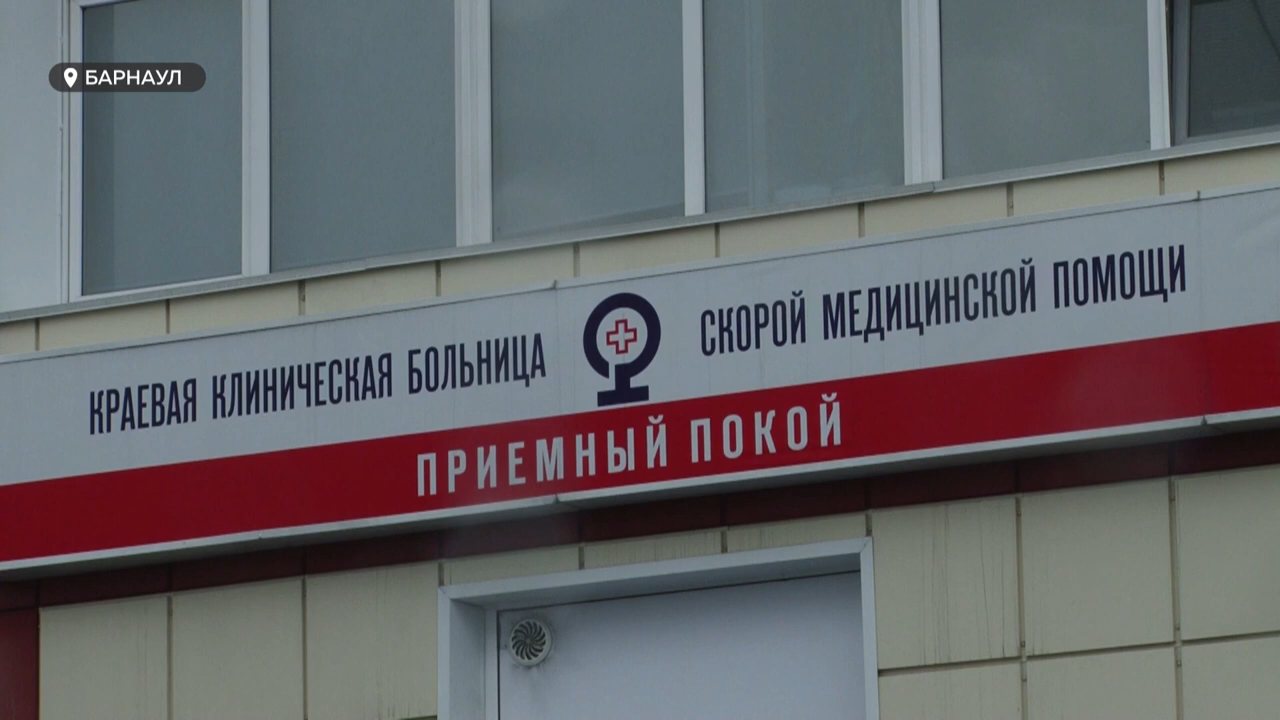 БАРНАУЛ
КРАЕВАЯ КЛИНИЧЕСКАЯ БОЛЬНИЦА СКОРОЙ МЕДИЦИНСКОЙ ПОМОЩИ
ПРИЕМНЫЙ ПОКОЙ